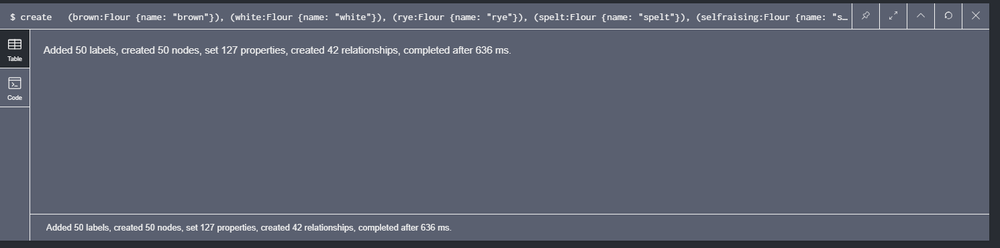 $ create   (brown:Flour {name: "brown"}), (white:Flour {name: "white"}), (rye:Flour {name: "rye"}), (spelt:Flour {name: "spelt"}), (selfraising:Flour {name: "s…
Table
Added 50 labels, created 50 nodes, set 127 properties, created 42 relationships, completed after 636 ms.
Code
Added 50 labels, created 50 nodes, set 127 properties, created 42 relationships, completed after 636 ms.